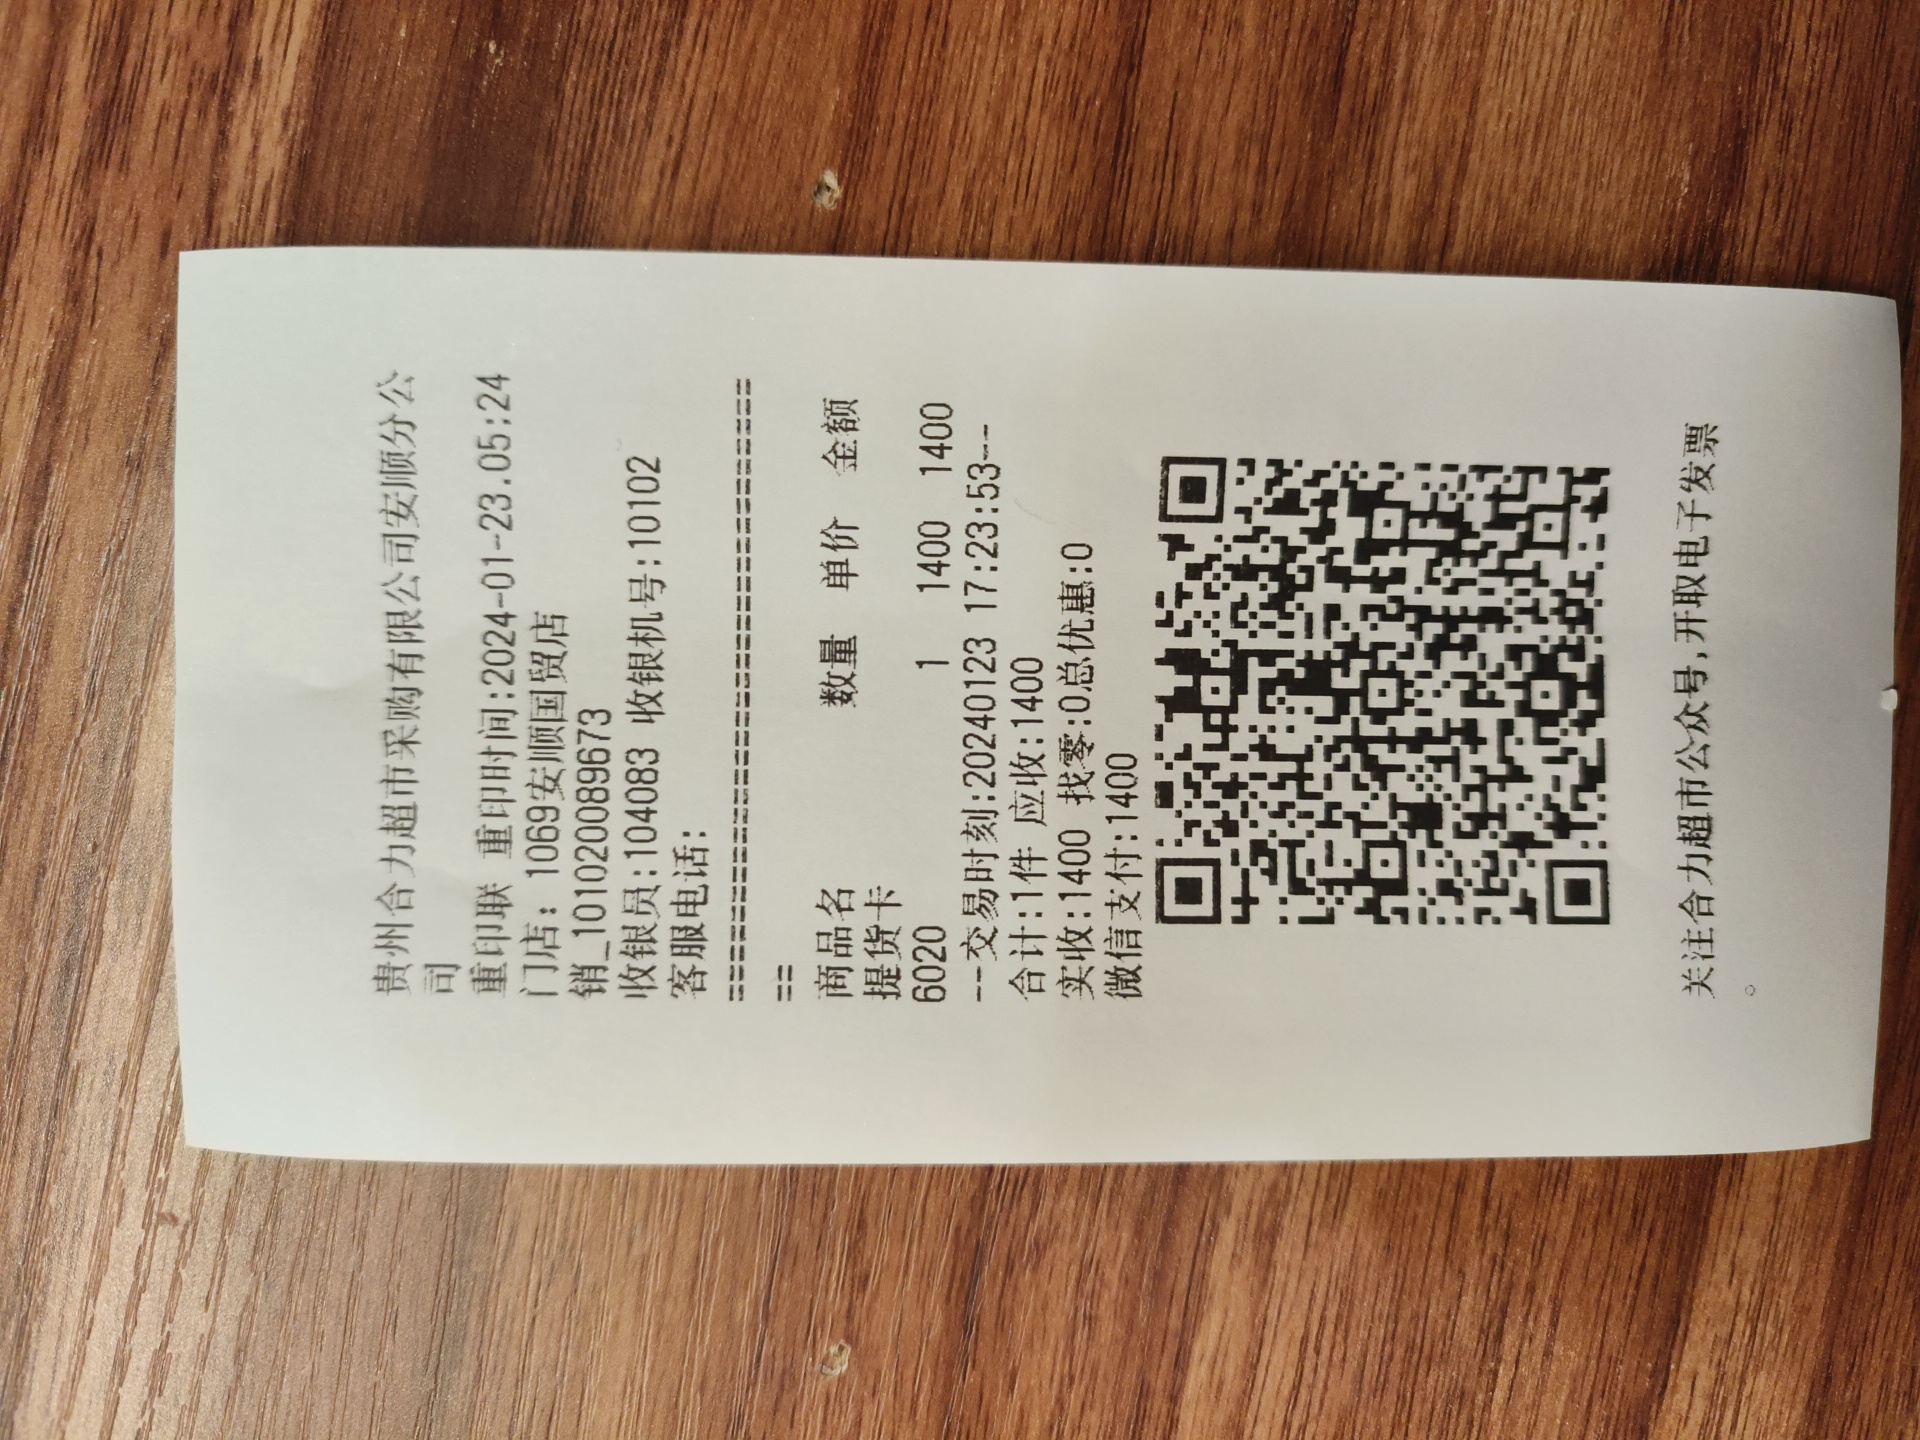 贵州合力超市采购有限公司安顺分公
司
重印联 重印时间:2024-01-23.05:24
门店: 1069安顺国贸店
销_101020089673
收银员:104083 收银机号:10102
客服电话:
==========================================
==
商品名 数量 单价 金额
提货卡
6020 1 1400 1400
--交易时刻:20240123 17:23:53--
合计:1件 应收:1400
实收:1400 找零:0总优惠:0
微信支付:1400
关注合力超市公众号,开取电子发票
。